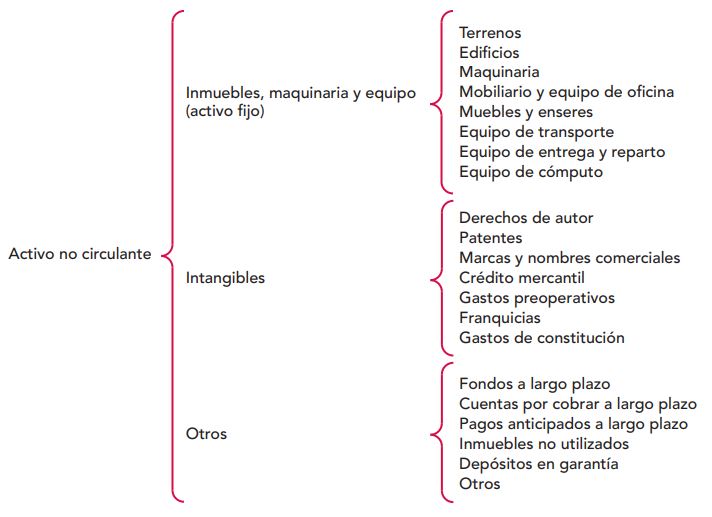 Activo no circulante
Inmuebles, maquinaria y equipo
(activo fijo)
Terrenos
Edificios
Maquinaria
Mobiliario y equipo de oficina
Muebles y enseres
Equipo de transporte
Equipo de entrega y reparto
Equipo de cómputo
Intangibles
Derechos de autor
Patentes
Marcas y nombres comerciales
Crédito mercantil
Gastos preoperativos
Franquicias
Gastos de constitución
Otros
Fondos a largo plazo
Cuentas por cobrar a largo plazo
Pagos anticipados a largo plazo
Inmuebles no utilizados
Depósitos en garantía
Otros